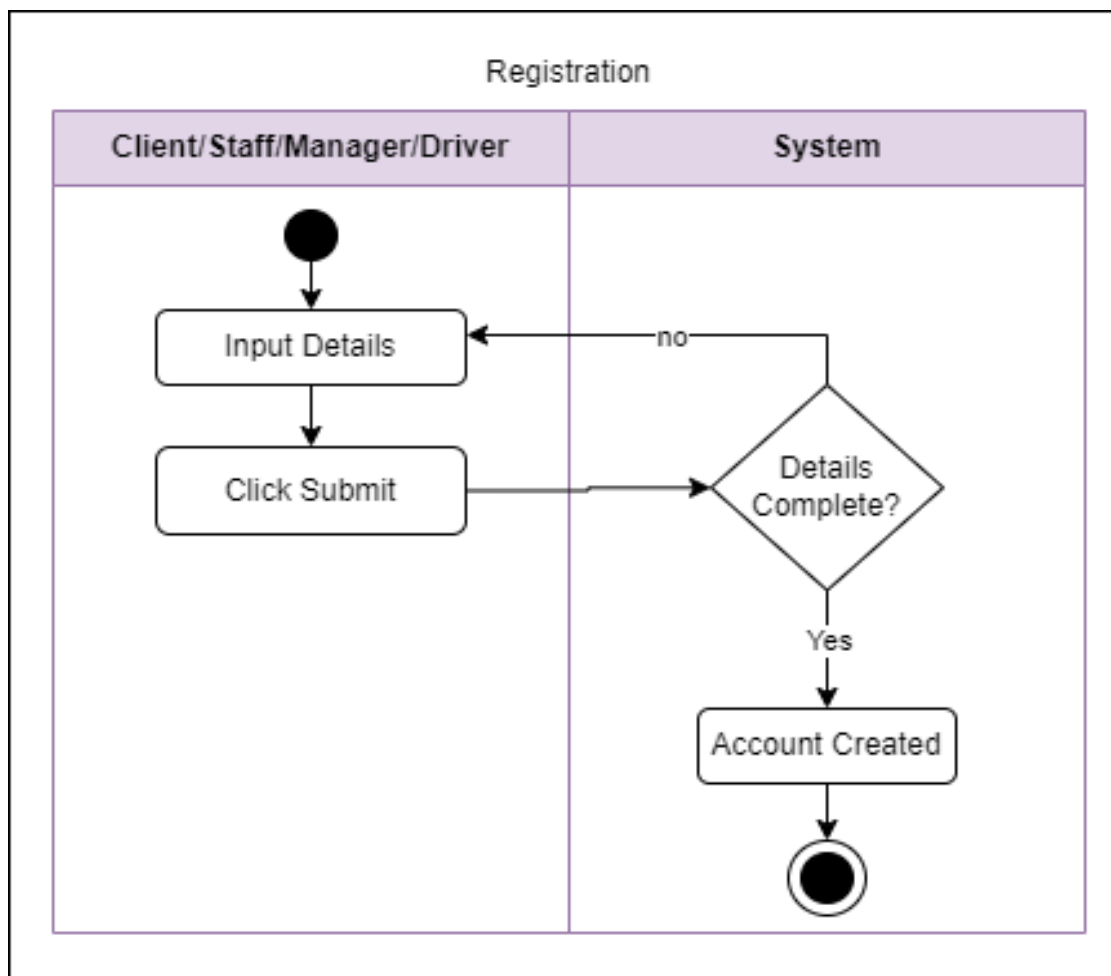 Registration
Client/Staff/Manager/Driver
System
Input Details
no
Click Submit
Details
Complete?
Yes
Account Created